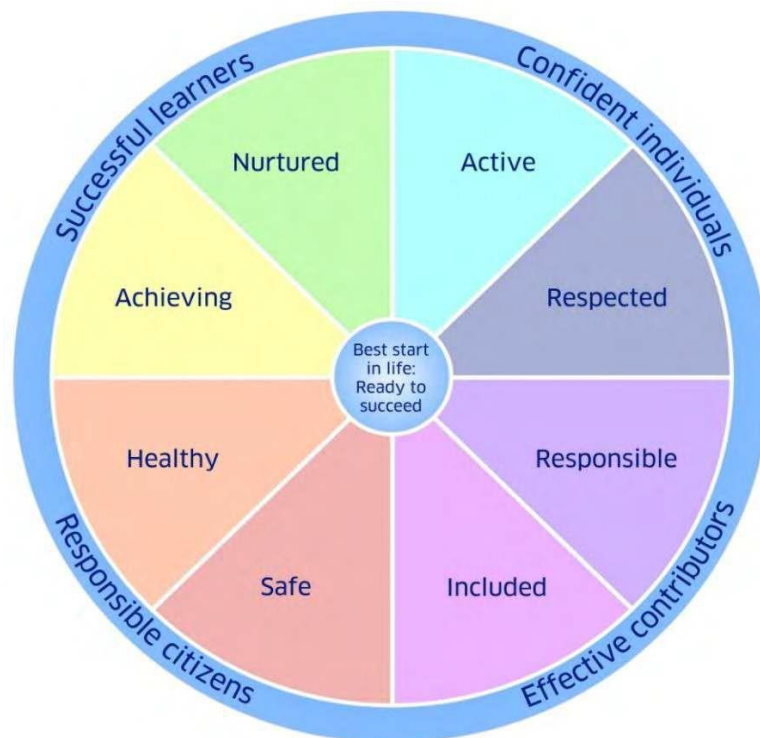 Successful learners
Confident individuals
Nurtured
Active
Achieving
Respected
Best start
in life:
Ready to
succeed
Healthy
Responsible
Safe
Included
Responsible citizens
Effective contributors